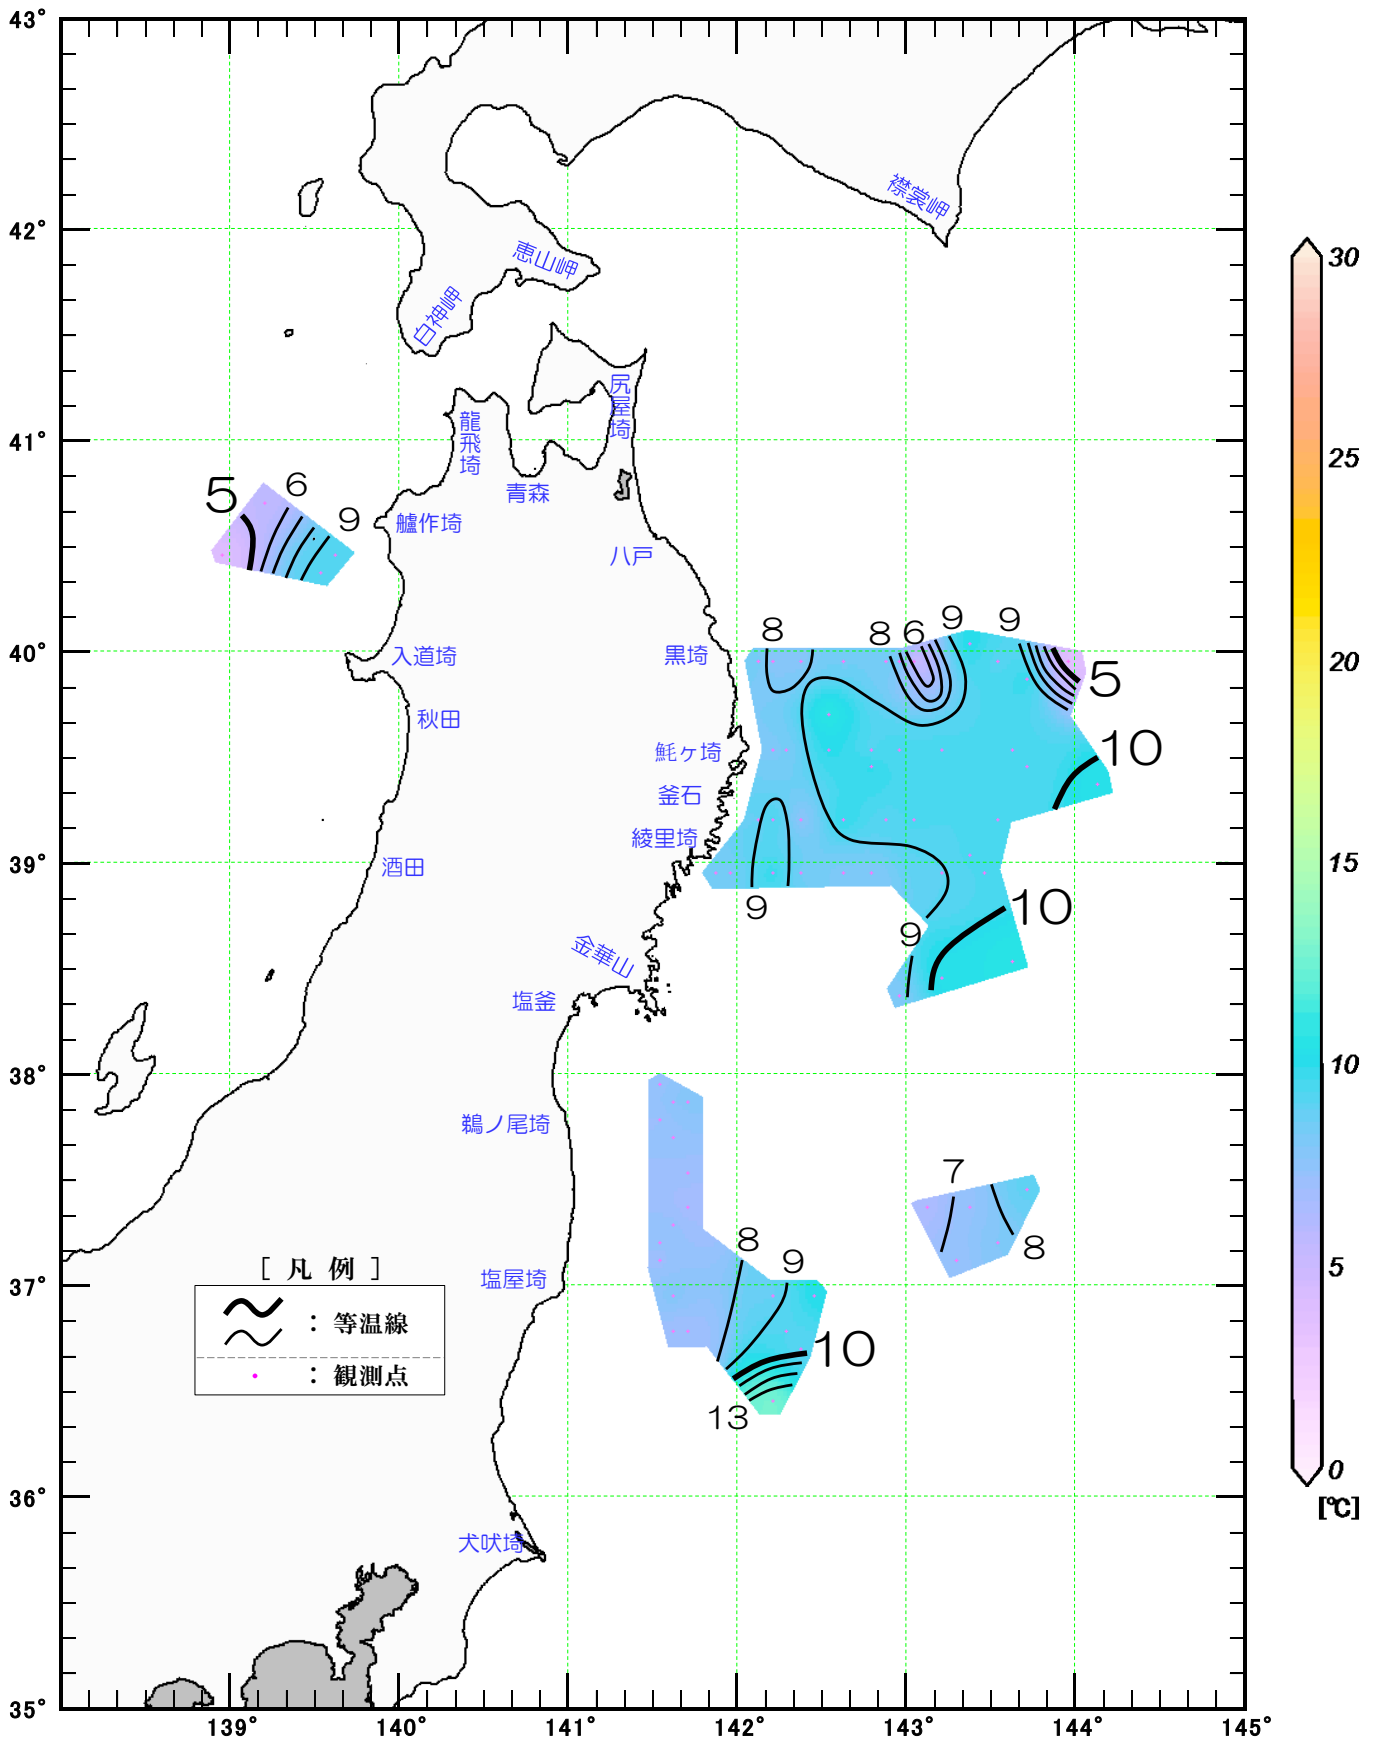 43°
42°
41°
40°
39°
38°
37°
36°
35°
139°
140°
141°
142°
143°
144°
145°
襟裳岬
恵山岬
白神岬
尻屋埼
龍飛埼
青森
艫作埼
八戸
入道埼
黒埼
秋田
魹ヶ埼
釜石
綾里埼
酒田
金華山
塩釜
鵜ノ尾埼
塩屋埼
犬吠埼
5
6
9
8
8
6
9
9
5
10
9
10
9
7
8
8
9
10
13
[ 凡 例 ]
：等温線
：観測点
30
25
20
15
10
5
0
[℃]